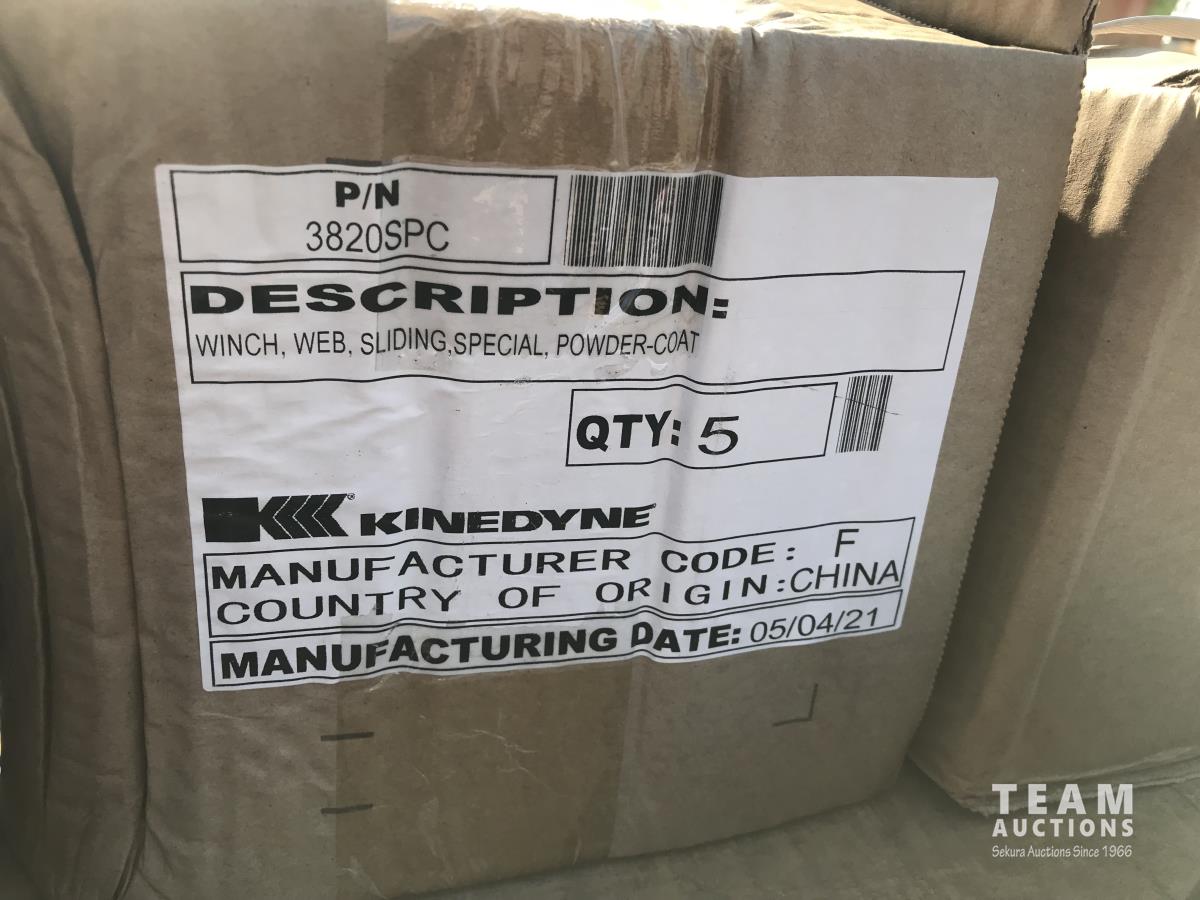 P/N
3820SPC
DESCRIPTION:
WINCH, WEB, SLIDING,SPECIAL, POWDER-COAT
QTY: 5
KINEDYNE®
MANUFACTURER CODE: F
COUNTRY OF ORIGIN:CHINA
MANUFACTURING DATE: 05/04/21
TEAM
AUCTIONS
Sekura Auctions Since 1966